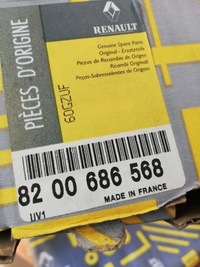 RENAULT
PIÈCES D'ORIGINE
Genuine Spare Parts
Original - Ersatzteile
Piezas de Recambio de Origen
Ricambi Originali
Peças-Sobresselentes de Origem
6DGZUF
82 00 686 568
MADE IN FRANCE
UV1